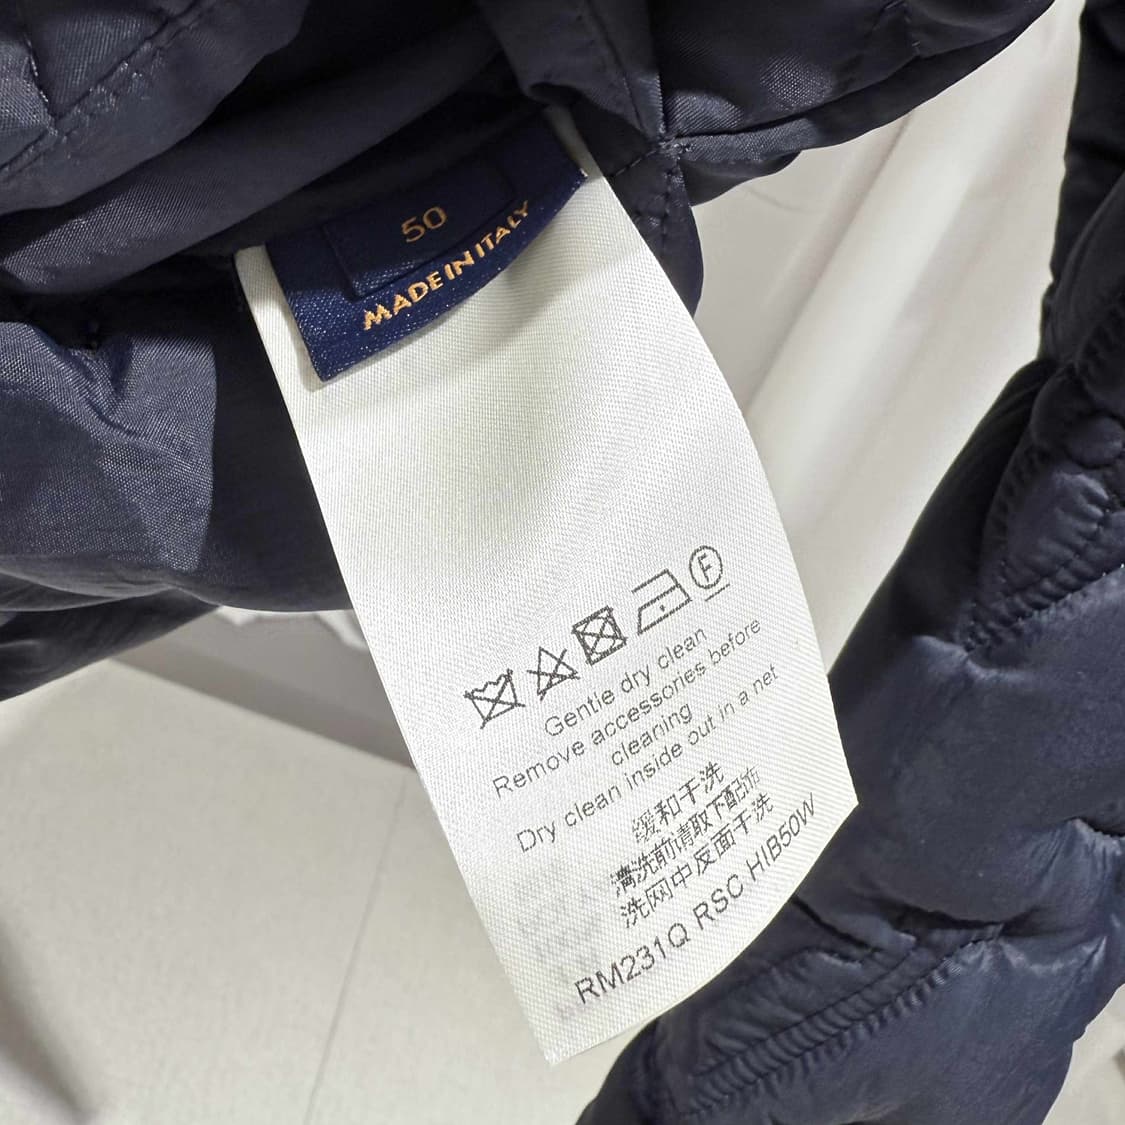 50
MADE IN ITALY
F
Gentle dry clean
Remove accessories before
cleaning
Dry clean inside out in a net
缓和干洗
清洗前请取下配饰
洗网中反面干洗
RM231Q RSC HIB50W